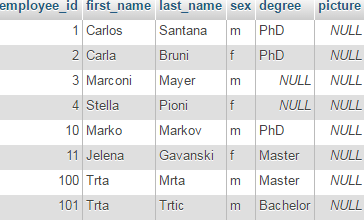 employee_id first_name last_name sex degree picture
1 Carlos Santana m PhD NULL
2 Carla Bruni f PhD NULL
3 Marconi Mayer m NULL NULL
4 Stella Pioni f NULL NULL
10 Marko Markov m PhD NULL
11 Jelena Gavanski f Master NULL
100 Trta Mrta m Master NULL
101 Trta Trtic m Bachelor NULL